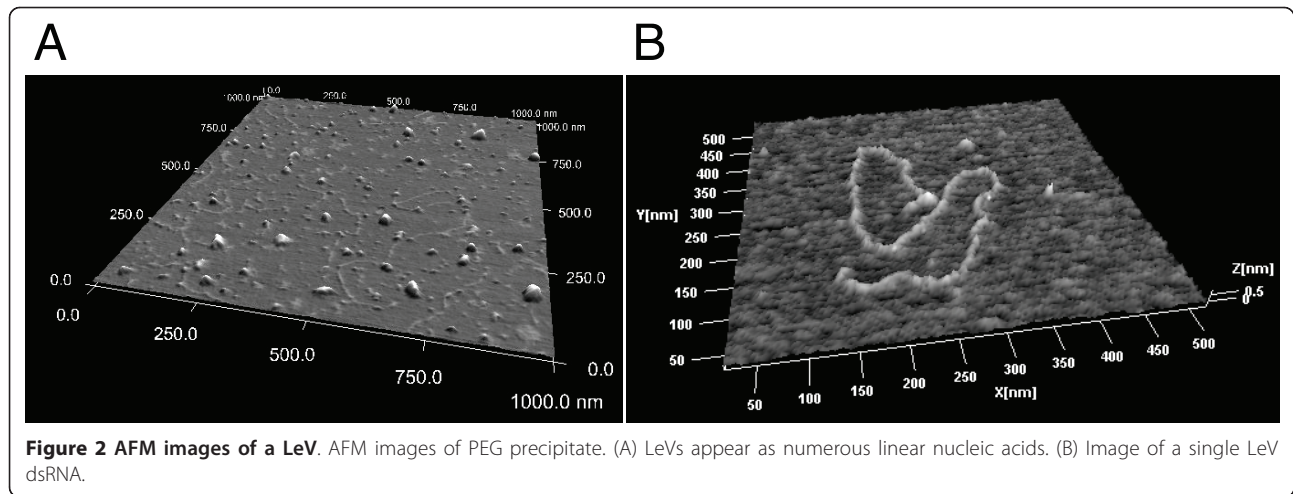 A
B
1000.0 nm 0.0 250.0 500.0 750.0 1000.0 nm
1000.0 nm
750.0
750.0
500.0
500.0
250.0
250.0
0.0
0.0
0.0
250.0
500.0
750.0
1000.0 nm
500
450
400
350
Y[nm] 300
250
200
150
100
50
Z[nm]
0.5
0
50 100 150 200 250 300 350 400 450 500
X[nm]
Figure 2 AFM images of a LeV. AFM images of PEG precipitate. (A) LeVs appear as numerous linear nucleic acids. (B) Image of a single LeV
dsRNA.